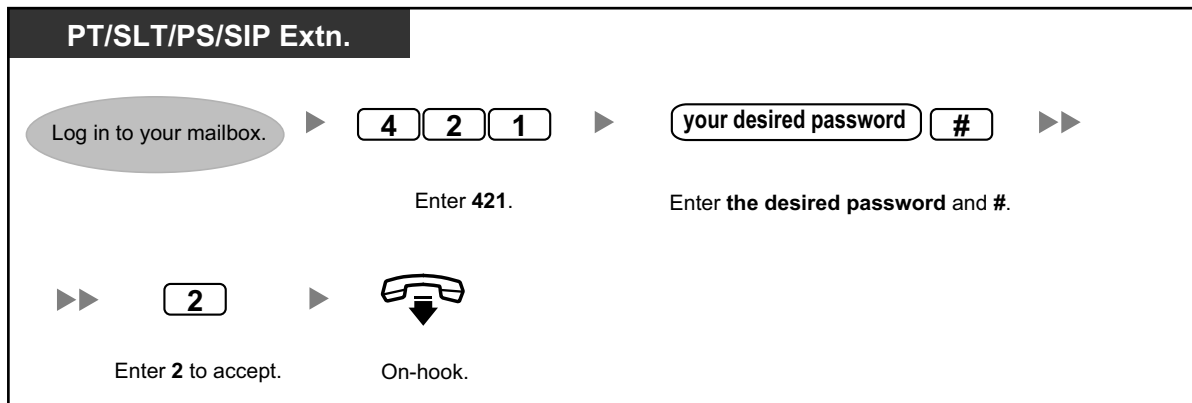 PT/SLT/PS/SIP Extn.
Log in to your mailbox.
4 2 1
your desired password #
Enter 421.
Enter the desired password and #.
2
Enter 2 to accept.
On-hook.